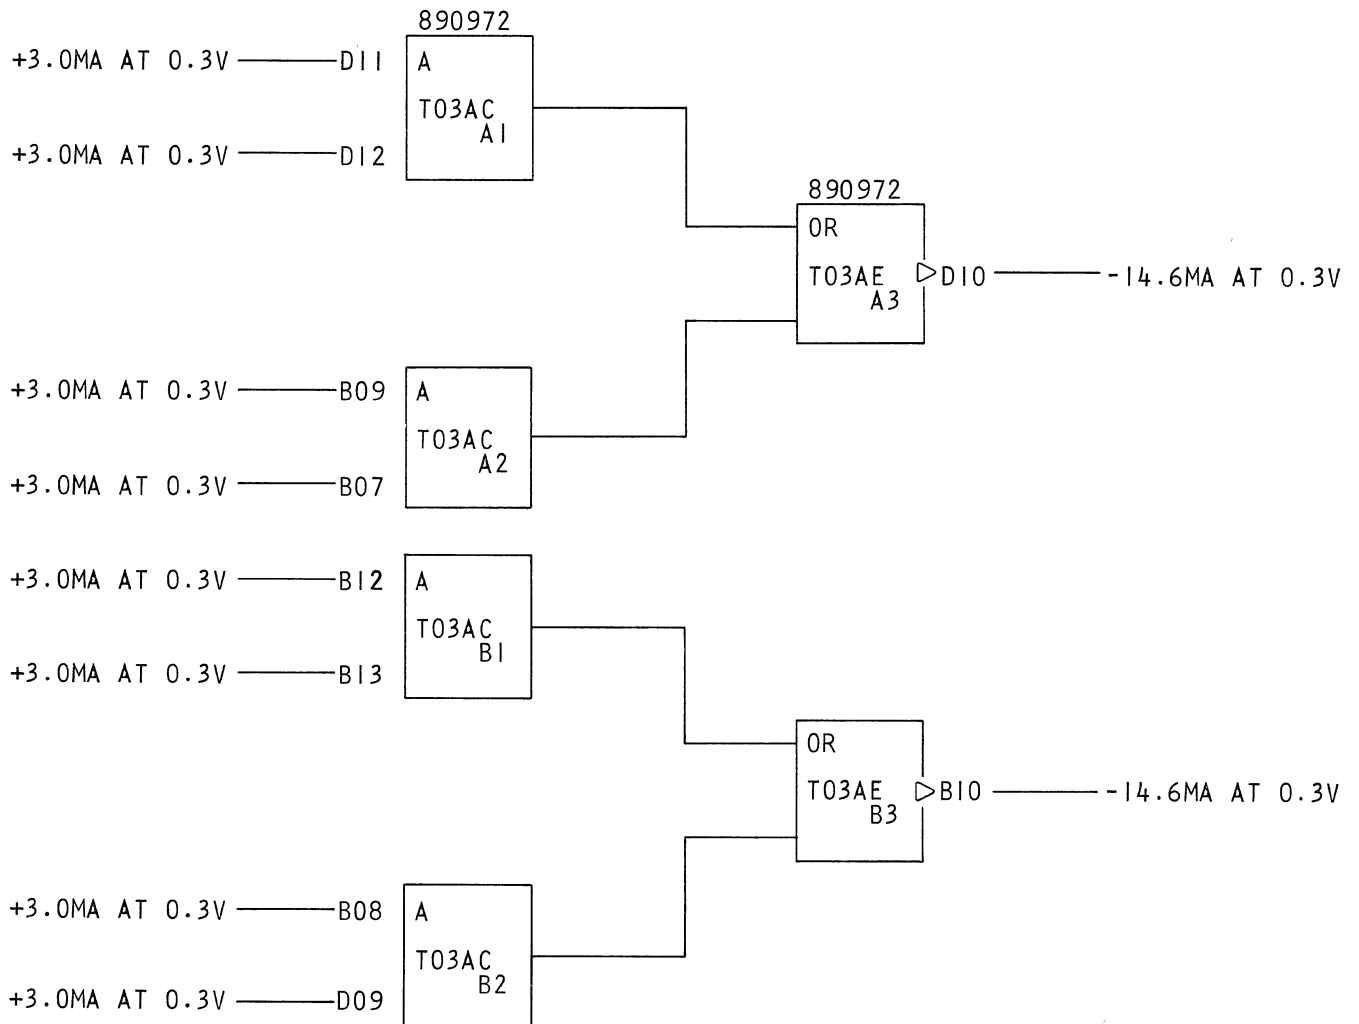 890972
+3.0MA AT 0.3V D11 A
T03AC
A1
+3.0MA AT 0.3V D12
890972
OR
T03AE D10 -14.6MA AT 0.3V
A3
+3.0MA AT 0.3V B09 A
T03AC
A2
+3.0MA AT 0.3V B07
+3.0MA AT 0.3V B12 A
T03AC
B1
+3.0MA AT 0.3V B13
OR
T03AE B10 -14.6MA AT 0.3V
B3
+3.0MA AT 0.3V B08 A
T03AC
B2
+3.0MA AT 0.3V D09